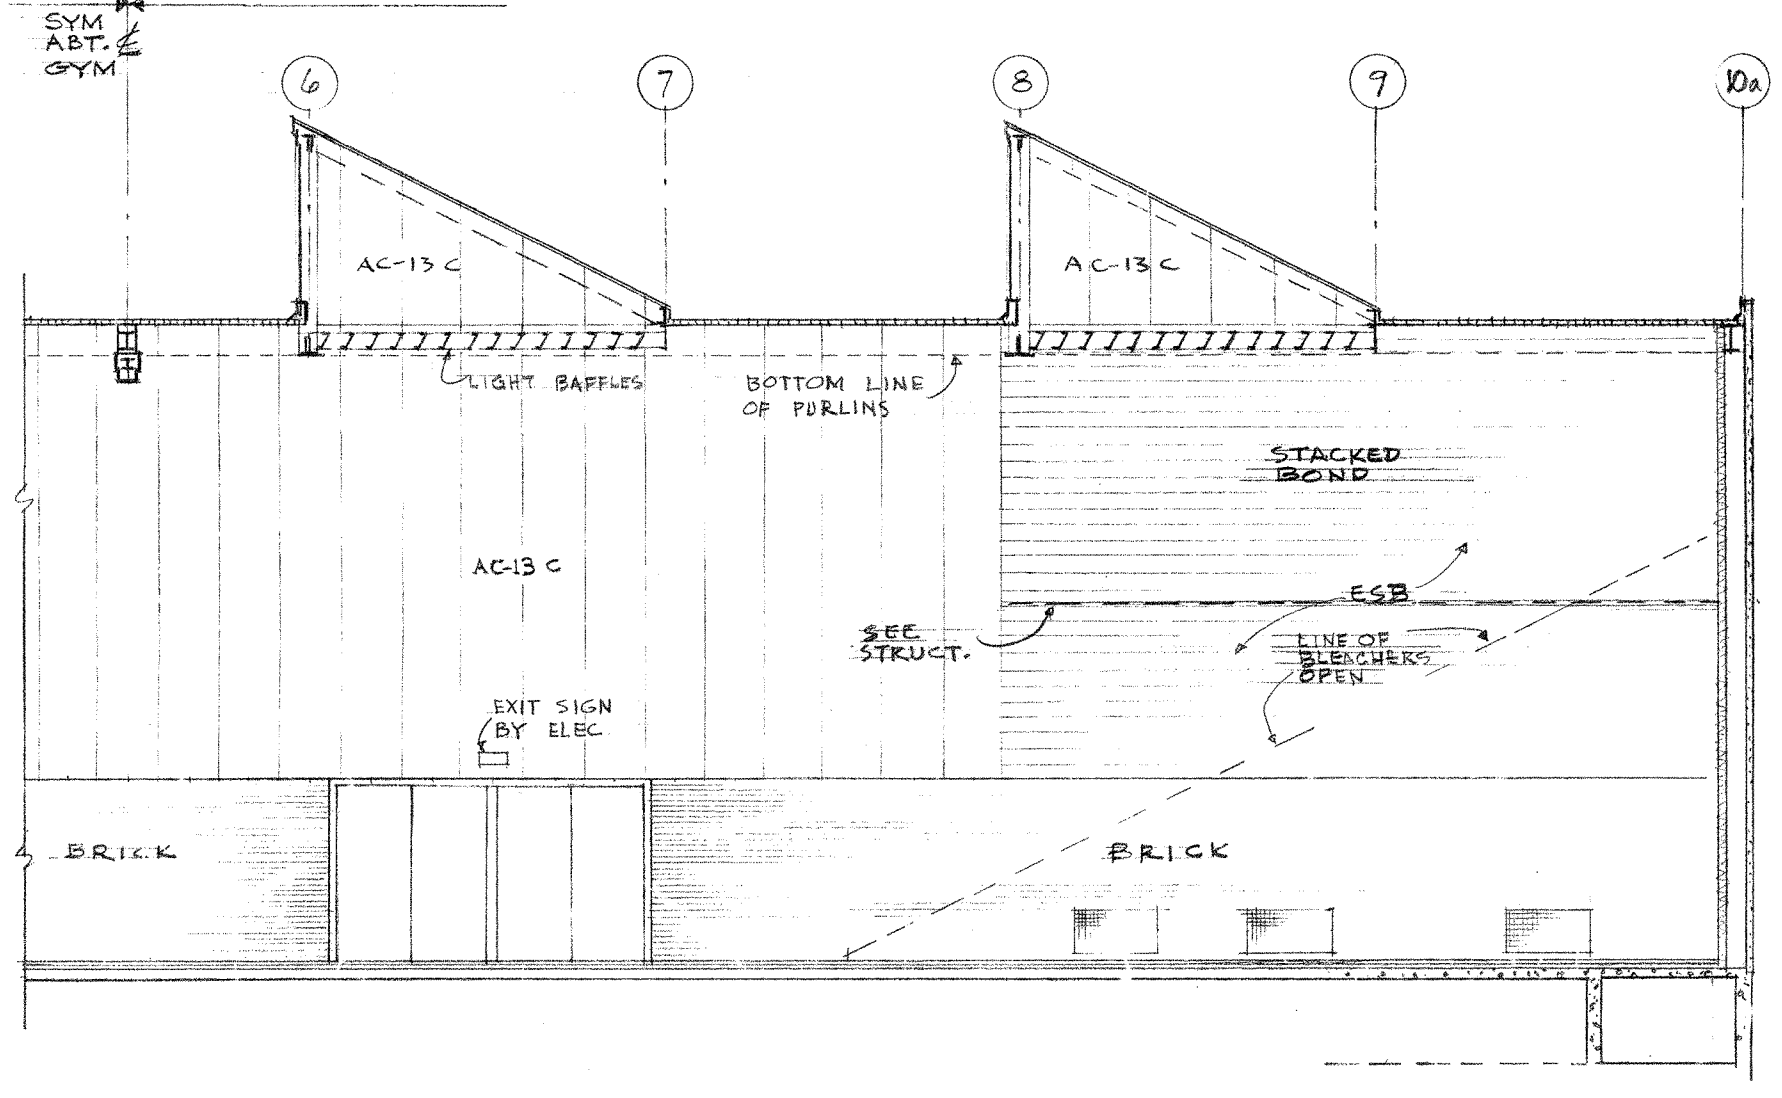 SYM
ABT. ℄
GYM
6
7
8
9
10a
AC-13 C
AC-13 C
LIGHT BAFFLES
BOTTOM LINE
OF PURLINS
STACKED
BOND
AC-13 C
ESB
SEE
STRUCT.
LINE OF
BLEACHERS
OPEN
EXIT SIGN
BY ELEC
BRICK
BRICK